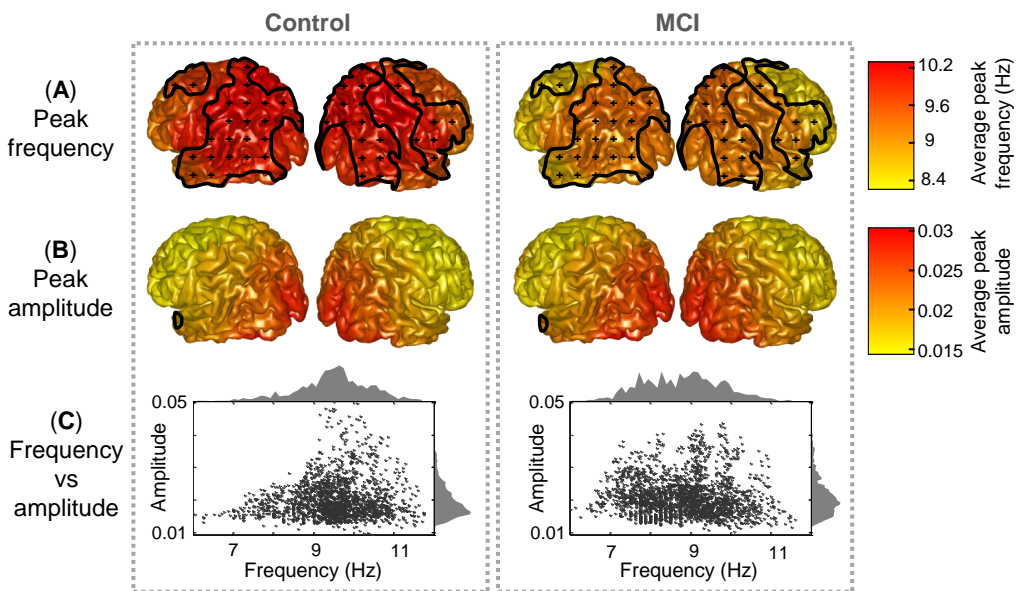 Control
MCI
(A)
Peak
frequency
10.2
9.6
9
8.4
Average peak
frequency (Hz)
(B)
Peak
amplitude
0.03
0.025
0.02
0.015
Average peak
amplitude
(C)
Frequency
vs
amplitude
0.05
Amplitude
0.01
7
9
11
Frequency (Hz)
0.05
Amplitude
0.01
7
9
11
Frequency (Hz)